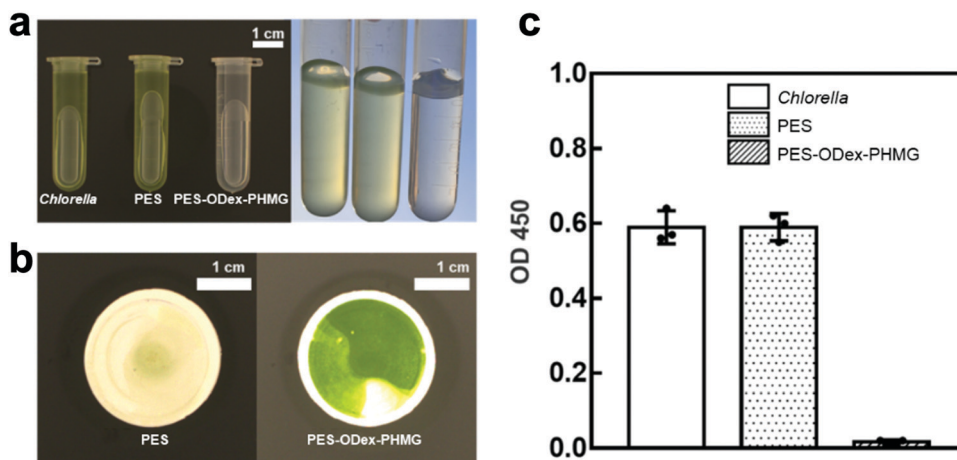 a
1 cm
Chlorella PES PES-ODex-PHMG
b
1 cm 1 cm
PES PES-ODex-PHMG
c
OD 450
1.0
0.8
0.6
0.4
0.2
0.0
Chlorella
PES
PES-ODex-PHMG